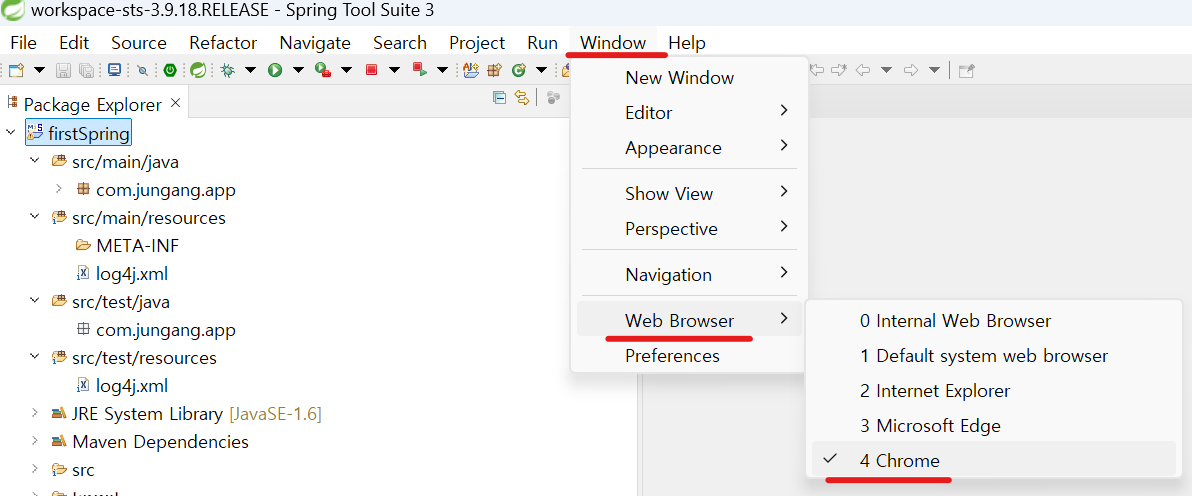 workspace-sts-3.9.18.RELEASE - Spring Tool Suite 3
File Edit Source Refactor Navigate Search Project Run Window Help
Package Explorer
firstSpring
src/main/java
com.jungang.app
src/main/resources
META-INF
log4j.xml
src/test/java
com.jungang.app
src/test/resources
log4j.xml
JRE System Library [JavaSE-1.6]
Maven Dependencies
src
New Window
Editor
Appearance
Show View
Perspective
Navigation
Web Browser
Preferences
0 Internal Web Browser
1 Default system web browser
2 Internet Explorer
3 Microsoft Edge
4 Chrome